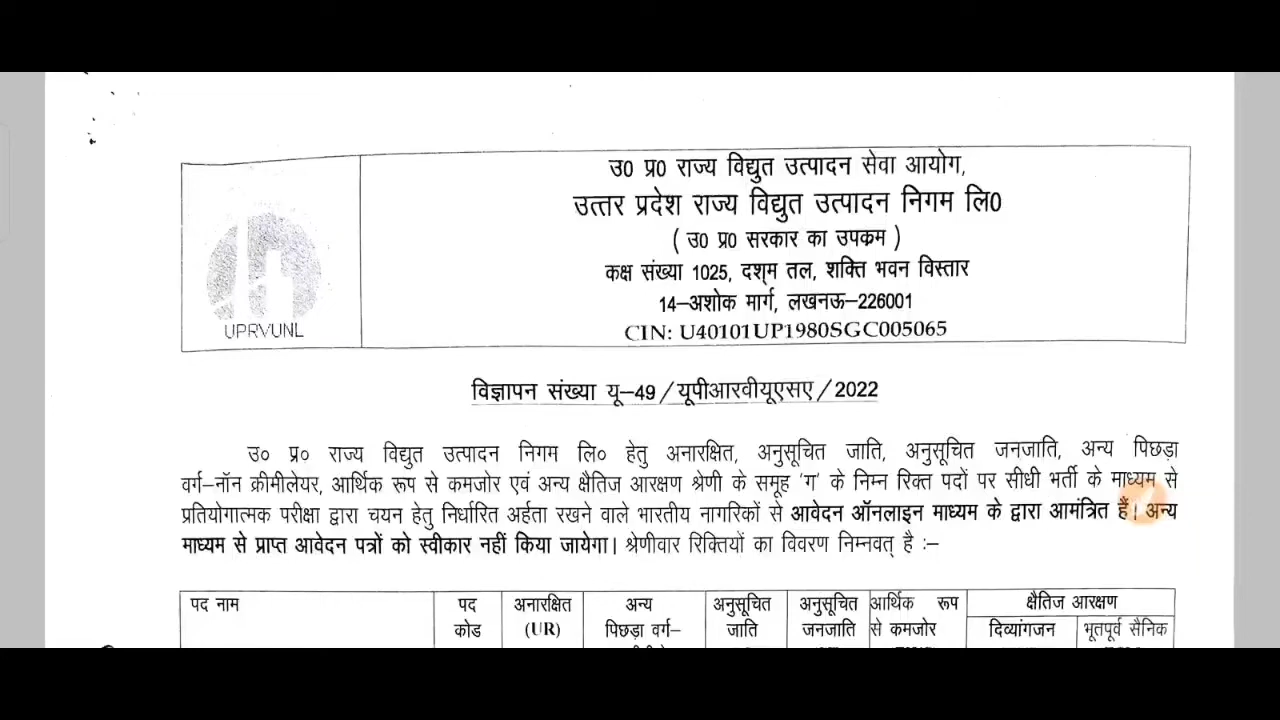 उ0 प्र0 राज्य विद्युत उत्पादन सेवा आयोग,
उत्तर प्रदेश राज्य विद्युत उत्पादन निगम लि0
( उ0 प्र0 सरकार का उपक्रम )
कक्ष संख्या 1025, दशम तल, शक्ति भवन विस्तार
14-अशोक मार्ग, लखनऊ-226001
CIN: U40101UP1980SGC005065
UPRVUNL
विज्ञापन संख्या यू-49/यूपीआरवीयूएसए/2022
उ० प्र० राज्य विद्युत उत्पादन निगम लि० हेतु अनारक्षित, अनुसूचित जाति, अनुसूचित जनजाति, अन्य पिछड़ा
वर्ग-नॉन क्रीमीलेयर, आर्थिक रूप से कमजोर एवं अन्य क्षैतिज आरक्षण श्रेणी के समूह 'ग' के निम्न रिक्त पदों पर सीधी भर्ती के माध्यम से
प्रतियोगात्मक परीक्षा द्वारा चयन हेतु निर्धारित अर्हता रखने वाले भारतीय नागरिकों से आवेदन ऑनलाइन माध्यम के द्वारा आमंत्रित हैं। अन्य
माध्यम से प्राप्त आवेदन पत्रों को स्वीकार नहीं किया जायेगा। श्रेणीवार रिक्तियों का विवरण निम्नवत् है :-
पद नाम पद अनारक्षित अन्य अनुसूचित अनुसूचित आर्थिक रूप क्षैतिज आरक्षण
कोड (UR) पिछड़ा वर्ग- जाति जनजाति से कमजोर दिव्यांगजन भूतपूर्व सैनिक